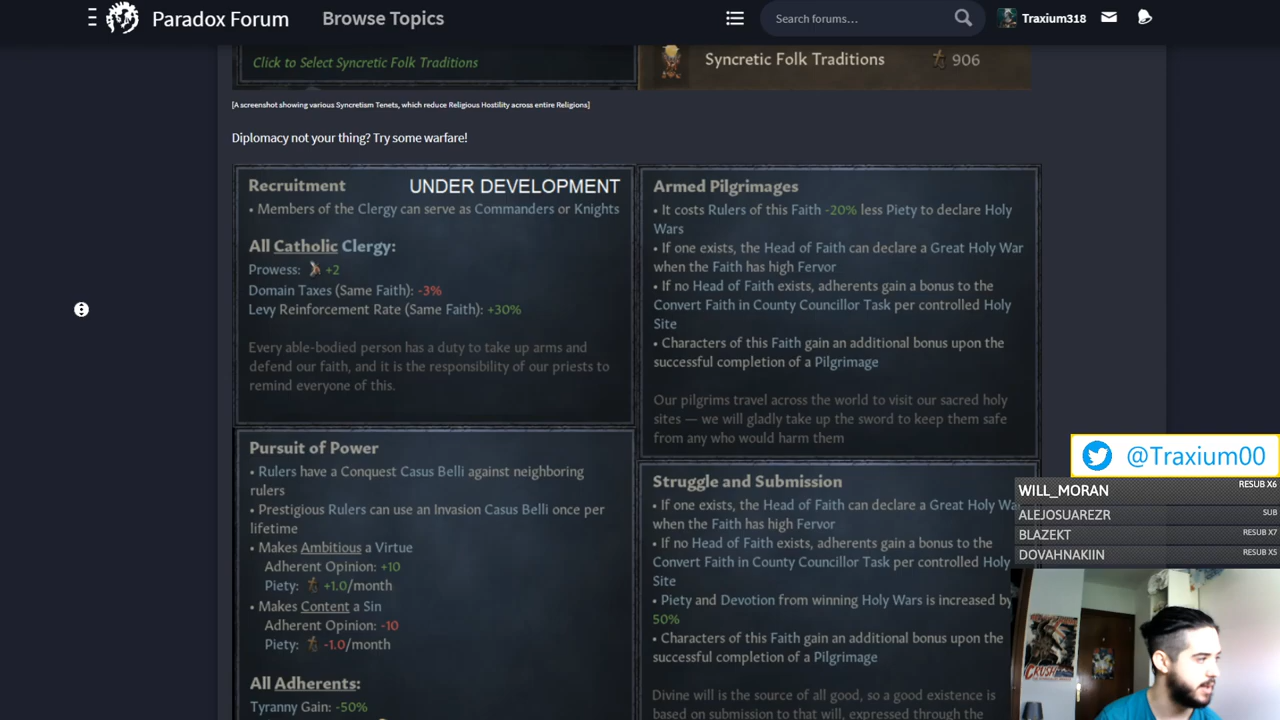 Paradox Forum
Browse Topics
Search forums...
Traxium318
Click to Select Syncretic Folk Traditions
Syncretic Folk Traditions
906
[A screenshot showing various Syncretism Tenets, which reduce Religious Hostility across entire Religions]
Diplomacy not your thing? Try some warfare!
Recruitment
UNDER DEVELOPMENT
• Members of the Clergy can serve as Commanders or Knights
All Catholic Clergy:
Prowess: +2
Domain Taxes (Same Faith): -3%
Levy Reinforcement Rate (Same Faith): +30%
Every able-bodied person has a duty to take up arms and
defend our faith, and it is the responsibility of our priests to
remind everyone of this.
Armed Pilgrimages
• It costs Rulers of this Faith -20% less Piety to declare Holy
Wars
• If one exists, the Head of Faith can declare a Great Holy War
when the Faith has high Fervor
• If no Head of Faith exists, adherents gain a bonus to the
Convert Faith in County Councillor Task per controlled Holy
Site
• Characters of this Faith gain an additional bonus upon the
successful completion of a Pilgrimage
Our pilgrims travel across the world to visit our sacred holy
sites — we will gladly take up the sword to keep them safe
from any who would harm them
Pursuit of Power
• Rulers have a Conquest Casus Belli against neighboring
rulers
• Prestigious Rulers can use an Invasion Casus Belli once per
lifetime
• Makes Ambitious a Virtue
Adherent Opinion: +10
Piety: +1.0/month
• Makes Content a Sin
Adherent Opinion: -10
Piety: -1.0/month
All Adherents:
Tyranny Gain: -50%
Struggle and Submission
• If one exists, the Head of Faith can declare a Great Holy Wa
when the Faith has high Fervor
• If no Head of Faith exists, adherents gain a bonus to the
Convert Faith in County Councillor Task per controlled Holy
Site
• Piety and Devotion from winning Holy Wars is increased by
50%
• Characters of this Faith gain an additional bonus upon the
successful completion of a Pilgrimage
Divine will is the source of all good, so a good existence is
based on submission to that will, expressed through the
@Traxium00
WILL_MORAN RESUB X6
ALEJOSUAREZR SUB
BLAZEKT RESUB X7
DOVAHNAKIIN RESUB X5